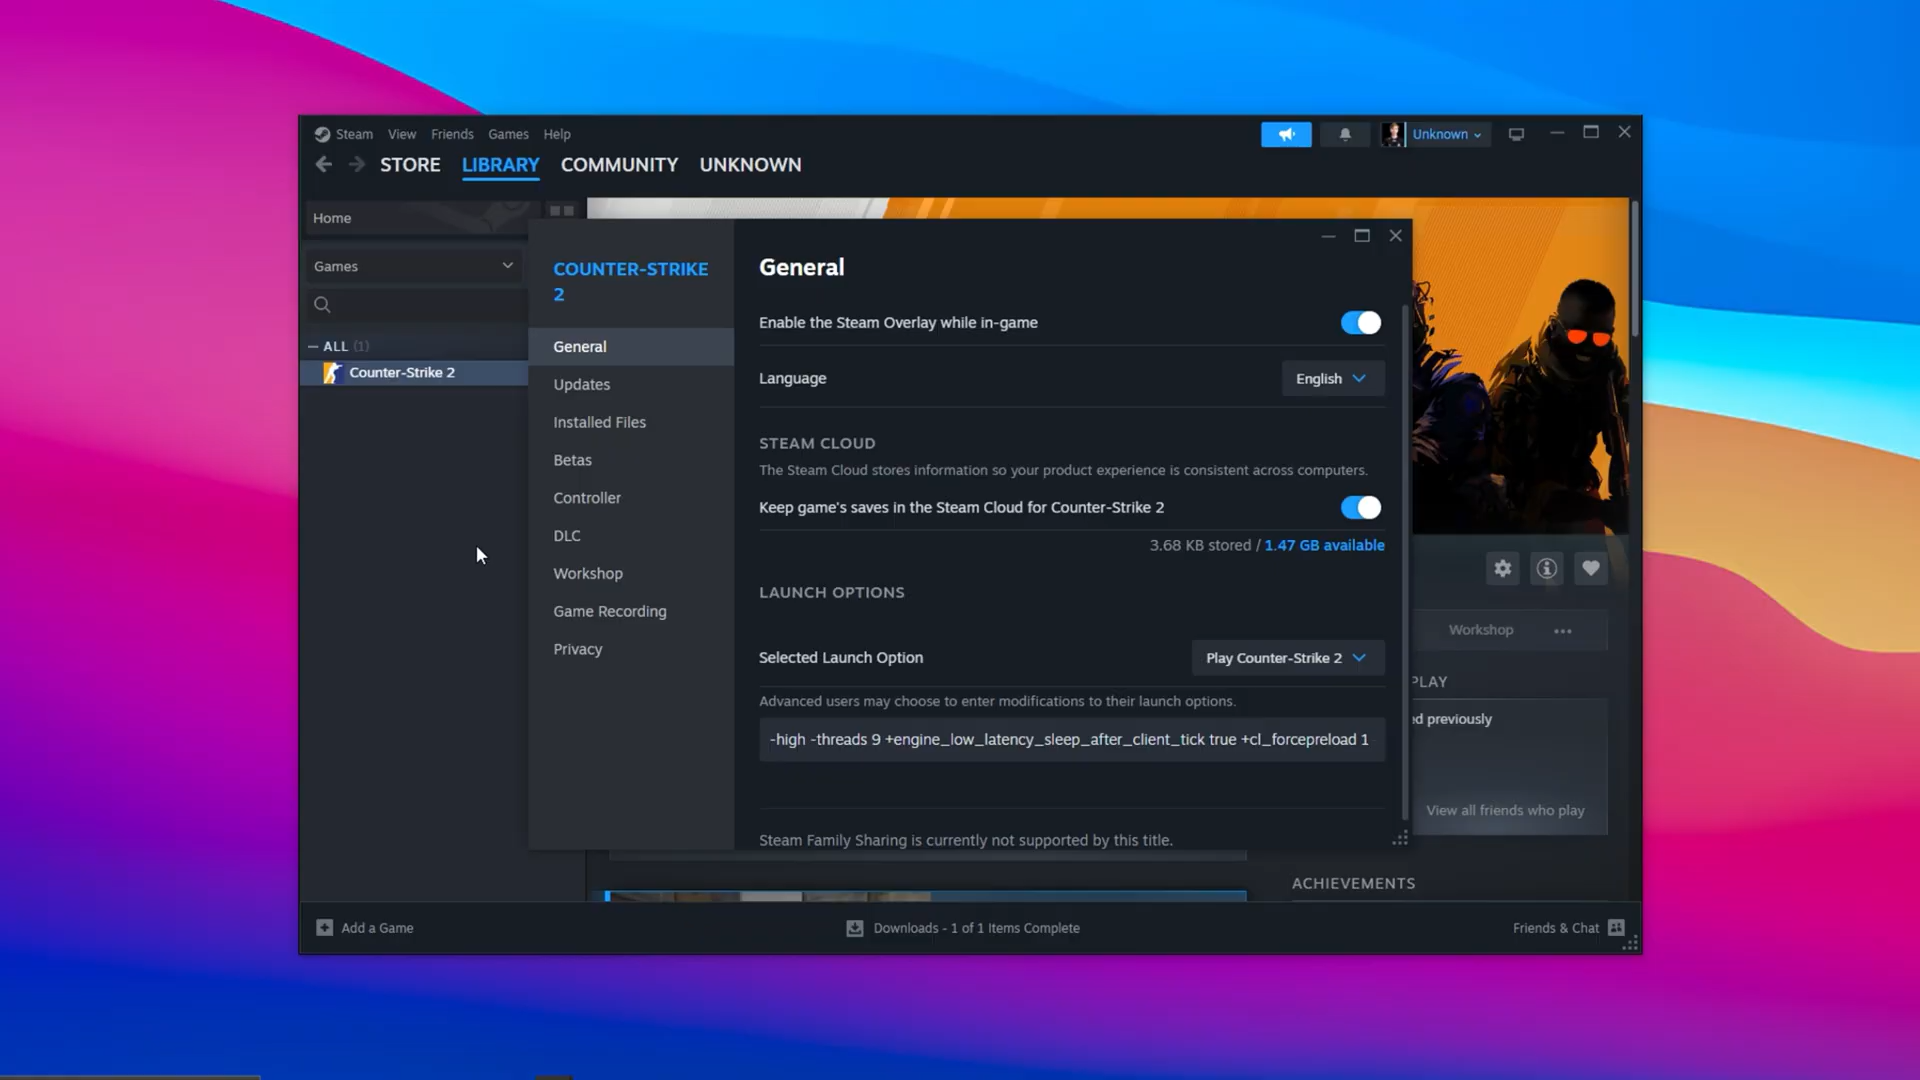 Steam View Friends Games Help
Unknown
STORE LIBRARY COMMUNITY UNKNOWN
Home
Games
ALL (1)
Counter-Strike 2
COUNTER-STRIKE
2
General
Updates
Installed Files
Betas
Controller
DLC
Workshop
Game Recording
Privacy
General
Enable the Steam Overlay while in-game
Language English
STEAM CLOUD
The Steam Cloud stores information so your product experience is consistent across computers.
Keep game's saves in the Steam Cloud for Counter-Strike 2
3.68 KB stored / 1.47 GB available
LAUNCH OPTIONS
Selected Launch Option Play Counter-Strike 2
Advanced users may choose to enter modifications to their launch options.
-high -threads 9 +engine_low_latency_sleep_after_client_tick true +cl_forcepreload 1
Steam Family Sharing is currently not supported by this title.
Workshop
PLAY
ed previously
View all friends who play
ACHIEVEMENTS
Add a Game
Downloads - 1 of 1 Items Complete
Friends & Chat